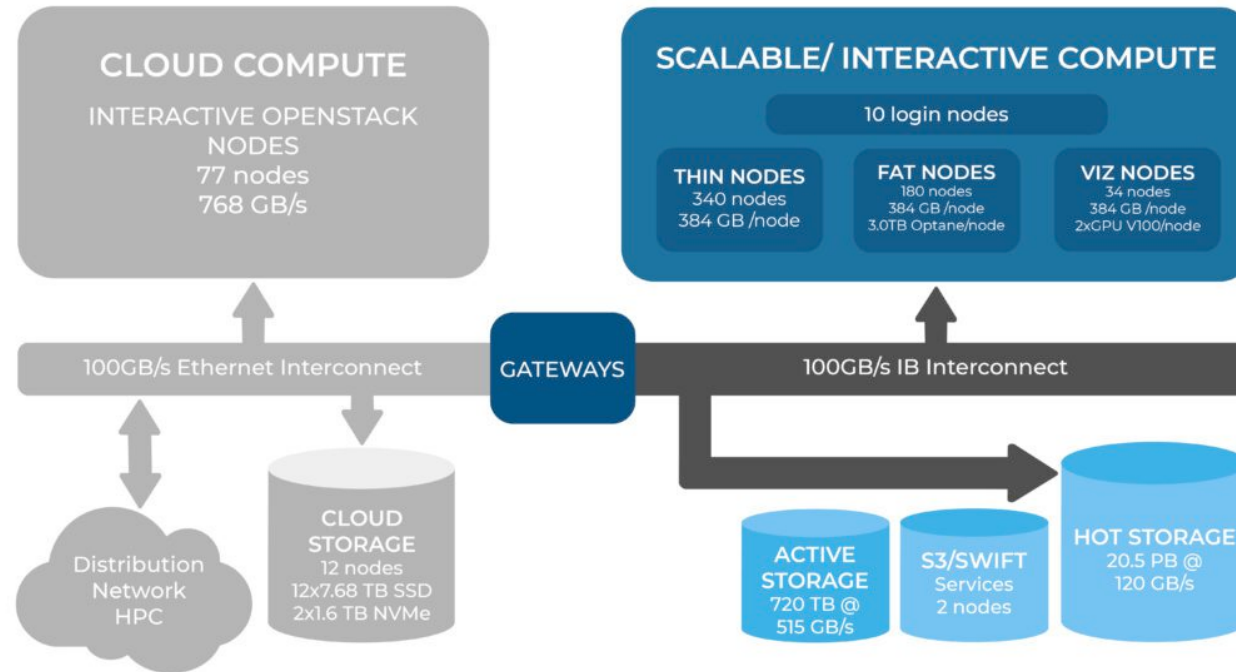 CLOUD COMPUTE
INTERACTIVE OPENSTACK
NODES
77 nodes
768 GB/s
SCALABLE/ INTERACTIVE COMPUTE
10 login nodes
THIN NODES
340 nodes
384 GB /node
FAT NODES
180 nodes
384 GB /node
3.0TB Optane/node
VIZ NODES
34 nodes
384 GB /node
2xGPU V100/node
100GB/s Ethernet Interconnect
GATEWAYS
100GB/s IB Interconnect
Distribution
Network
HPC
CLOUD
STORAGE
12 nodes
12x7.68 TB SSD
2x1.6 TB NVMe
ACTIVE
STORAGE
720 TB @
515 GB/s
S3/SWIFT
Services
2 nodes
HOT STORAGE
20.5 PB @
120 GB/s